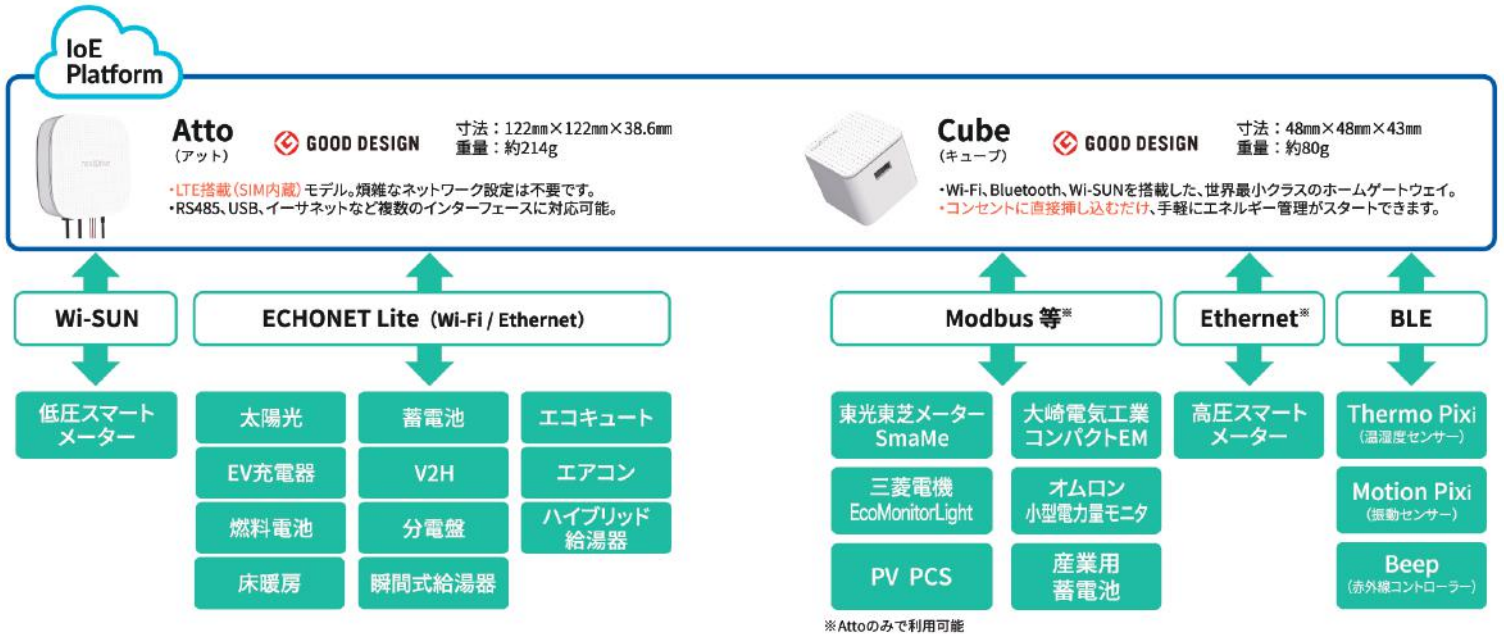 IoE
Platform
Atto
(アット)
GOOD DESIGN
寸法：122㎜×122㎜×38.6㎜
重量：約214g
・LTE搭載(SIM内蔵)モデル。煩雑なネットワーク設定は不要です。
・RS485、USB、イーサネットなど複数のインターフェースに対応可能。
Cube
(キューブ)
GOOD DESIGN
寸法：48㎜×48㎜×43㎜
重量：約80g
・Wi-Fi、Bluetooth、Wi-SUNを搭載した、世界最小クラスのホームゲートウェイ。
・コンセントに直接挿し込むだけ、手軽にエネルギー管理がスタートできます。
Wi-SUN
ECHONET Lite (Wi-Fi / Ethernet)
Modbus 等※
Ethernet※
BLE
低圧スマート
メーター
太陽光
蓄電池
エコキュート
EV充電器
V2H
エアコン
燃料電池
分電盤
ハイブリッド
給湯器
床暖房
瞬間式給湯器
東光東芝メーター
SmaMe
大崎電気工業
コンパクトEM
三菱電機
EcoMonitorLight
オムロン
小型電力量モニタ
PV PCS
産業用
蓄電池
高圧スマート
メーター
Thermo Pixi
(温湿度センサー)
Motion Pixi
(振動センサー)
Beep
(赤外線コントローラー)
※Attoのみで利用可能